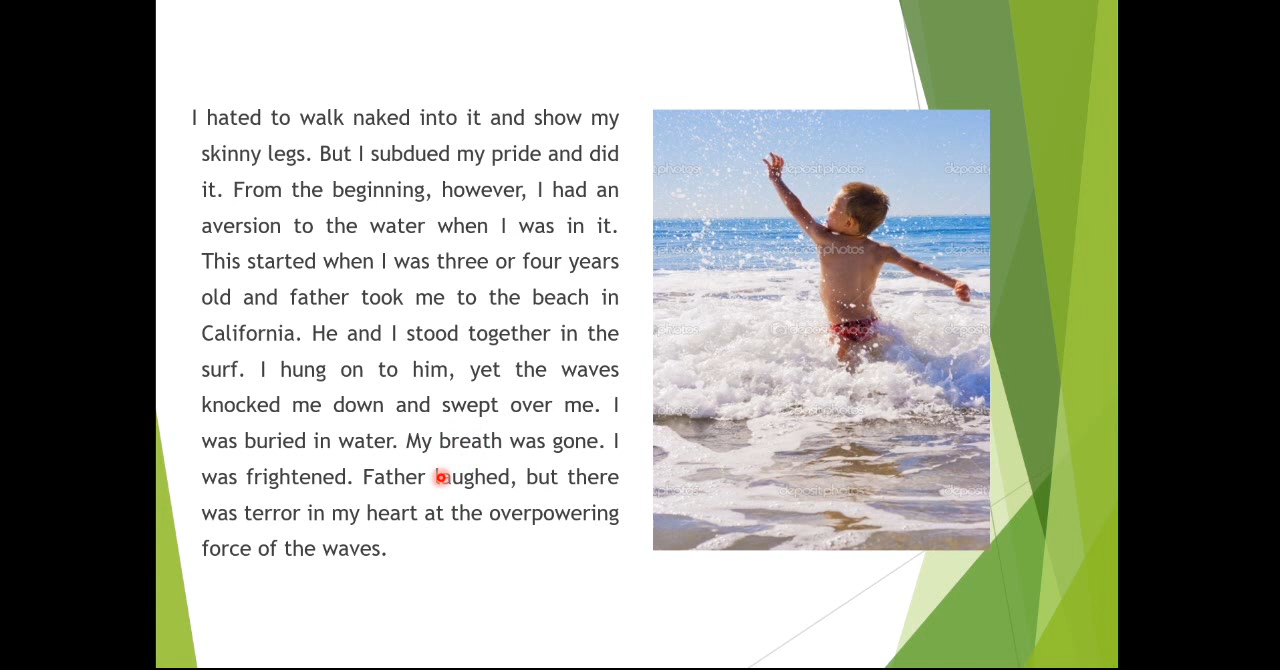 I hated to walk naked into it and show my
skinny legs. But I subdued my pride and did
it. From the beginning, however, I had an
aversion to the water when I was in it.
This started when I was three or four years
old and father took me to the beach in
California. He and I stood together in the
surf. I hung on to him, yet the waves
knocked me down and swept over me. I
was buried in water. My breath was gone. I
was frightened. Father laughed, but there
was terror in my heart at the overpowering
force of the waves.
depositphotos
depositphotos
depositphotos
depositphotos
depositphotos